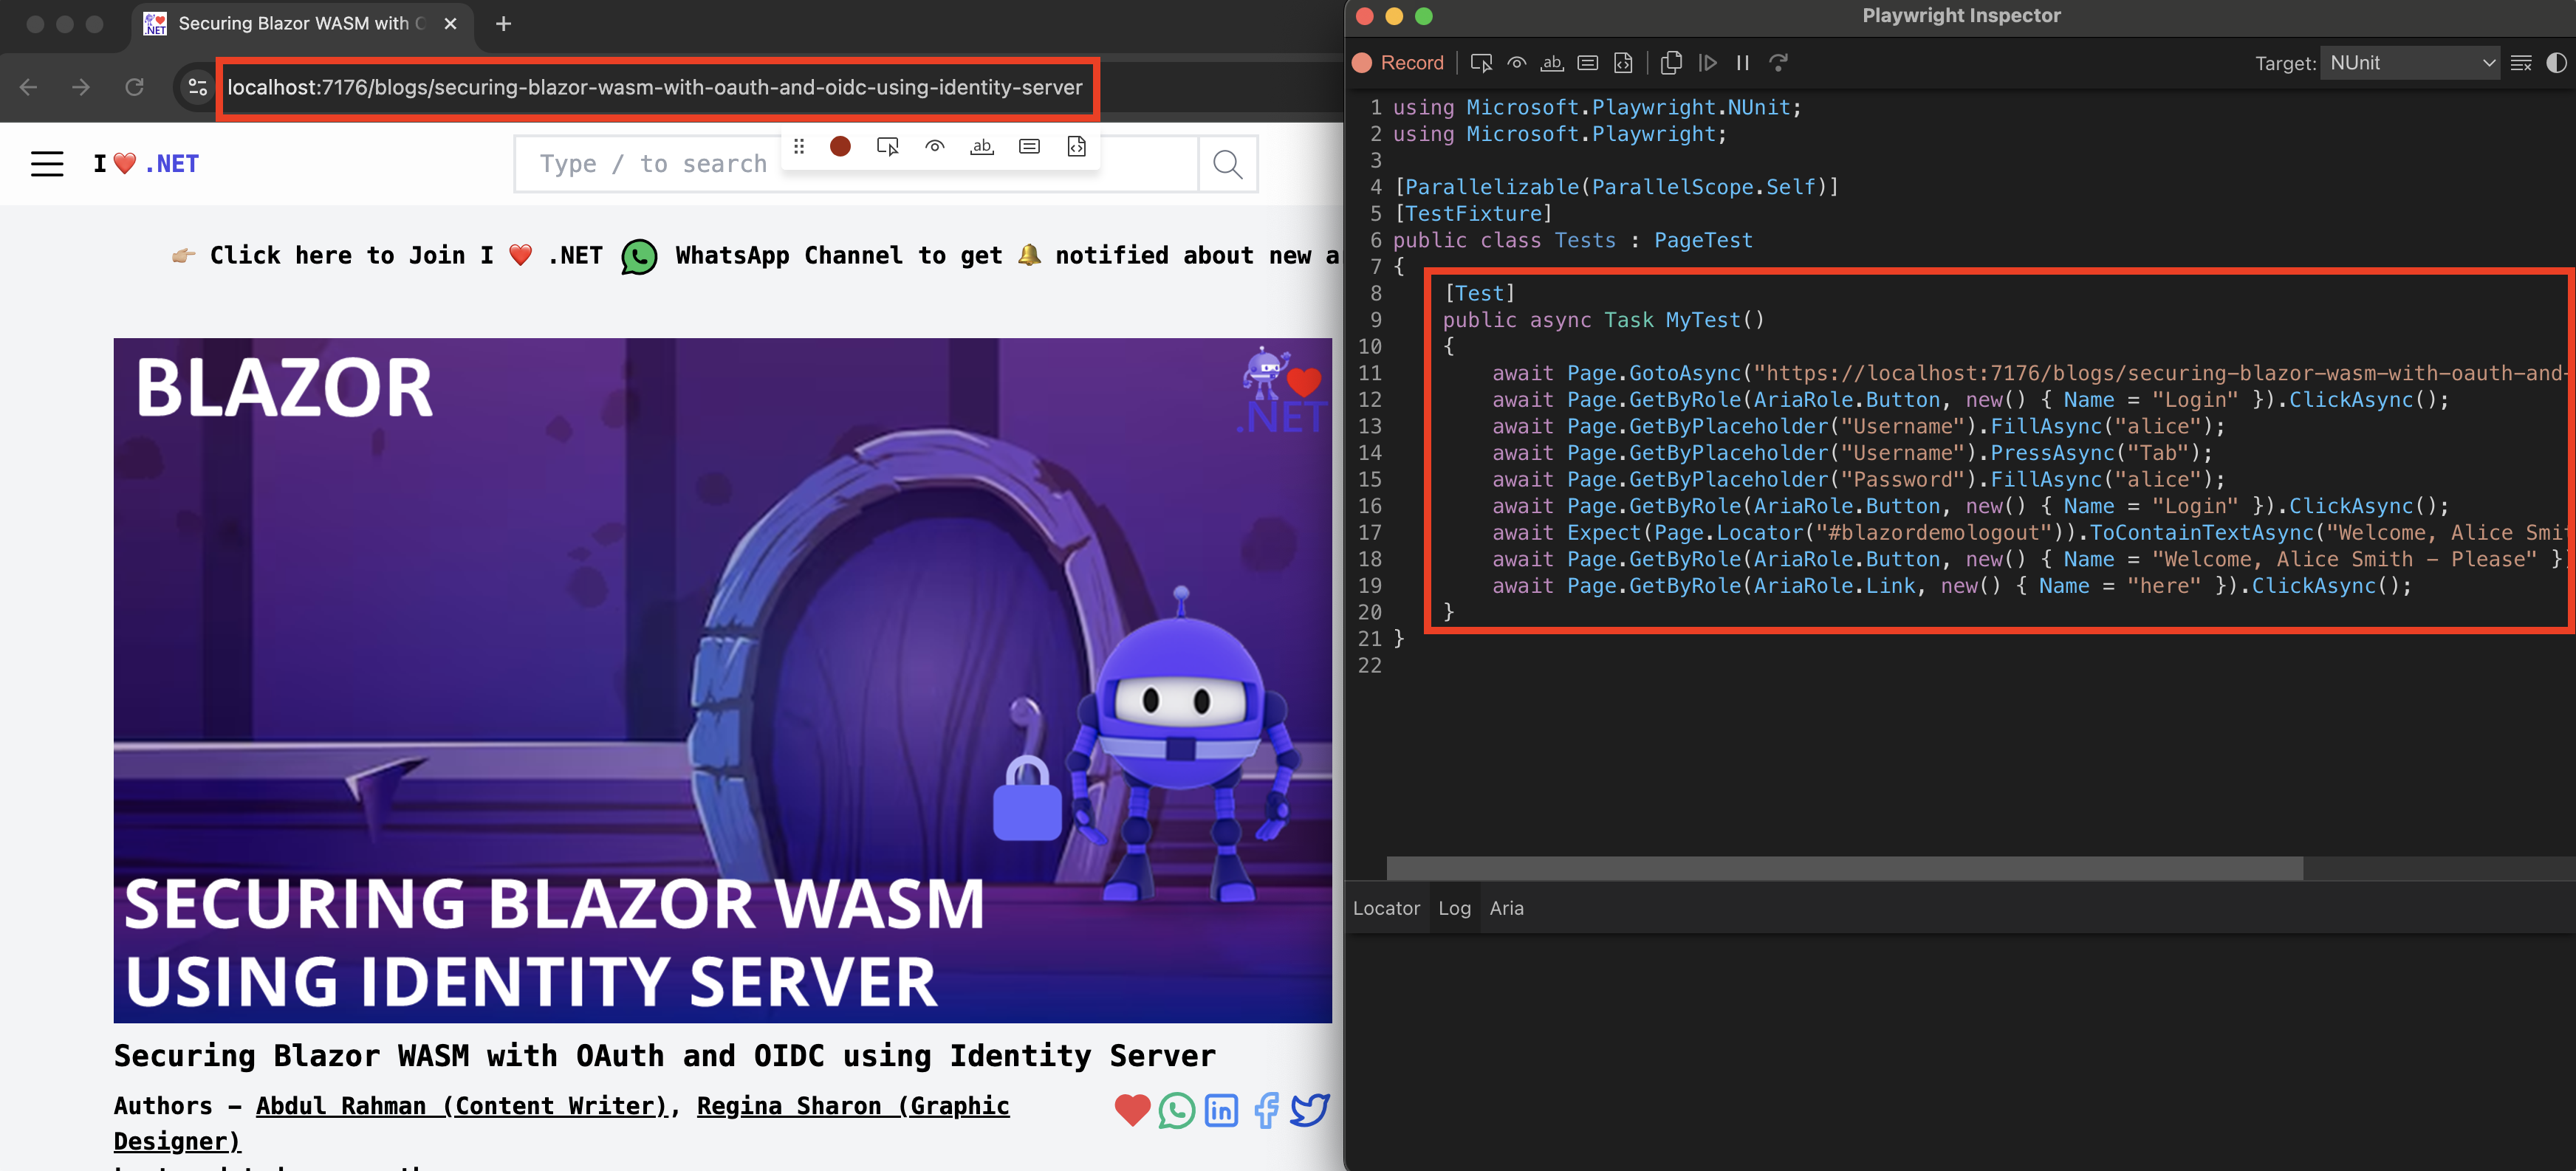 Securing Blazor WASM with
localhost:7176/blogs/securing-blazor-wasm-with-oauth-and-oidc-using-identity-server
I ❤️ .NET
Type / to search
👉🏼 Click here to Join I ❤️ .NET WhatsApp Channel to get 🔔 notified about new a
BLAZOR
.NET
SECURING BLAZOR WASM
USING IDENTITY SERVER
Securing Blazor WASM with OAuth and OIDC using Identity Server
Authors – Abdul Rahman (Content Writer), Regina Sharon (Graphic
Designer)
Playwright Inspector
Record
Target: NUnit
1 using Microsoft.Playwright.NUnit;
2 using Microsoft.Playwright;
3
4 [Parallelizable(ParallelScope.Self)]
5 [TestFixture]
6 public class Tests : PageTest
7 {
8 [Test]
9 public async Task MyTest()
10 {
11 await Page.GotoAsync("https://localhost:7176/blogs/securing-blazor-wasm-with-oauth-and-
12 await Page.GetByRole(AriaRole.Button, new() { Name = "Login" }).ClickAsync();
13 await Page.GetByPlaceholder("Username").FillAsync("alice");
14 await Page.GetByPlaceholder("Username").PressAsync("Tab");
15 await Page.GetByPlaceholder("Password").FillAsync("alice");
16 await Page.GetByRole(AriaRole.Button, new() { Name = "Login" }).ClickAsync();
17 await Expect(Page.Locator("#blazordemologout")).ToContainTextAsync("Welcome, Alice Smi
18 await Page.GetByRole(AriaRole.Button, new() { Name = "Welcome, Alice Smith – Please" })
19 await Page.GetByRole(AriaRole.Link, new() { Name = "here" }).ClickAsync();
20 }
21 }
22
Locator Log Aria